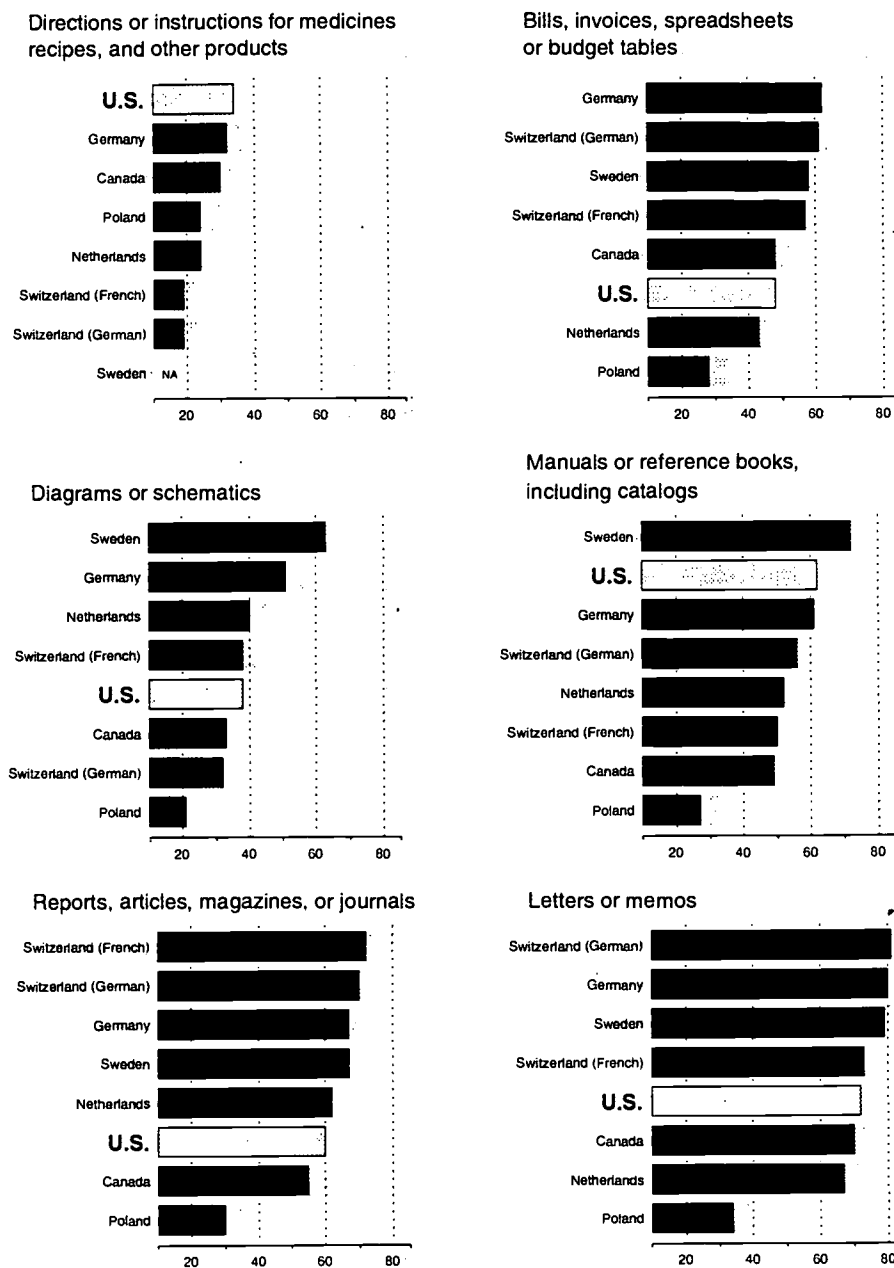 Directions or instructions for medicines
recipes, and other products
U.S.
Germany
Canada
Poland
Netherlands
Switzerland (French)
Switzerland (German)
Sweden NA
20 40 60 80
Bills, invoices, spreadsheets
or budget tables
Germany
Switzerland (German)
Sweden
Switzerland (French)
Canada
U.S.
Netherlands
Poland
20 40 60 80
Diagrams or schematics
Sweden
Germany
Netherlands
Switzerland (French)
U.S.
Canada
Switzerland (German)
Poland
20 40 60 80
Manuals or reference books,
including catalogs
Sweden
U.S.
Germany
Switzerland (German)
Netherlands
Switzerland (French)
Canada
Poland
20 40 60 80
Reports, articles, magazines, or journals
Switzerland (French)
Switzerland (German)
Germany
Sweden
Netherlands
U.S.
Canada
Poland
20 40 60 80
Letters or memos
Switzerland (German)
Germany
Sweden
Switzerland (French)
U.S.
Canada
Netherlands
Poland
20 40 60 80